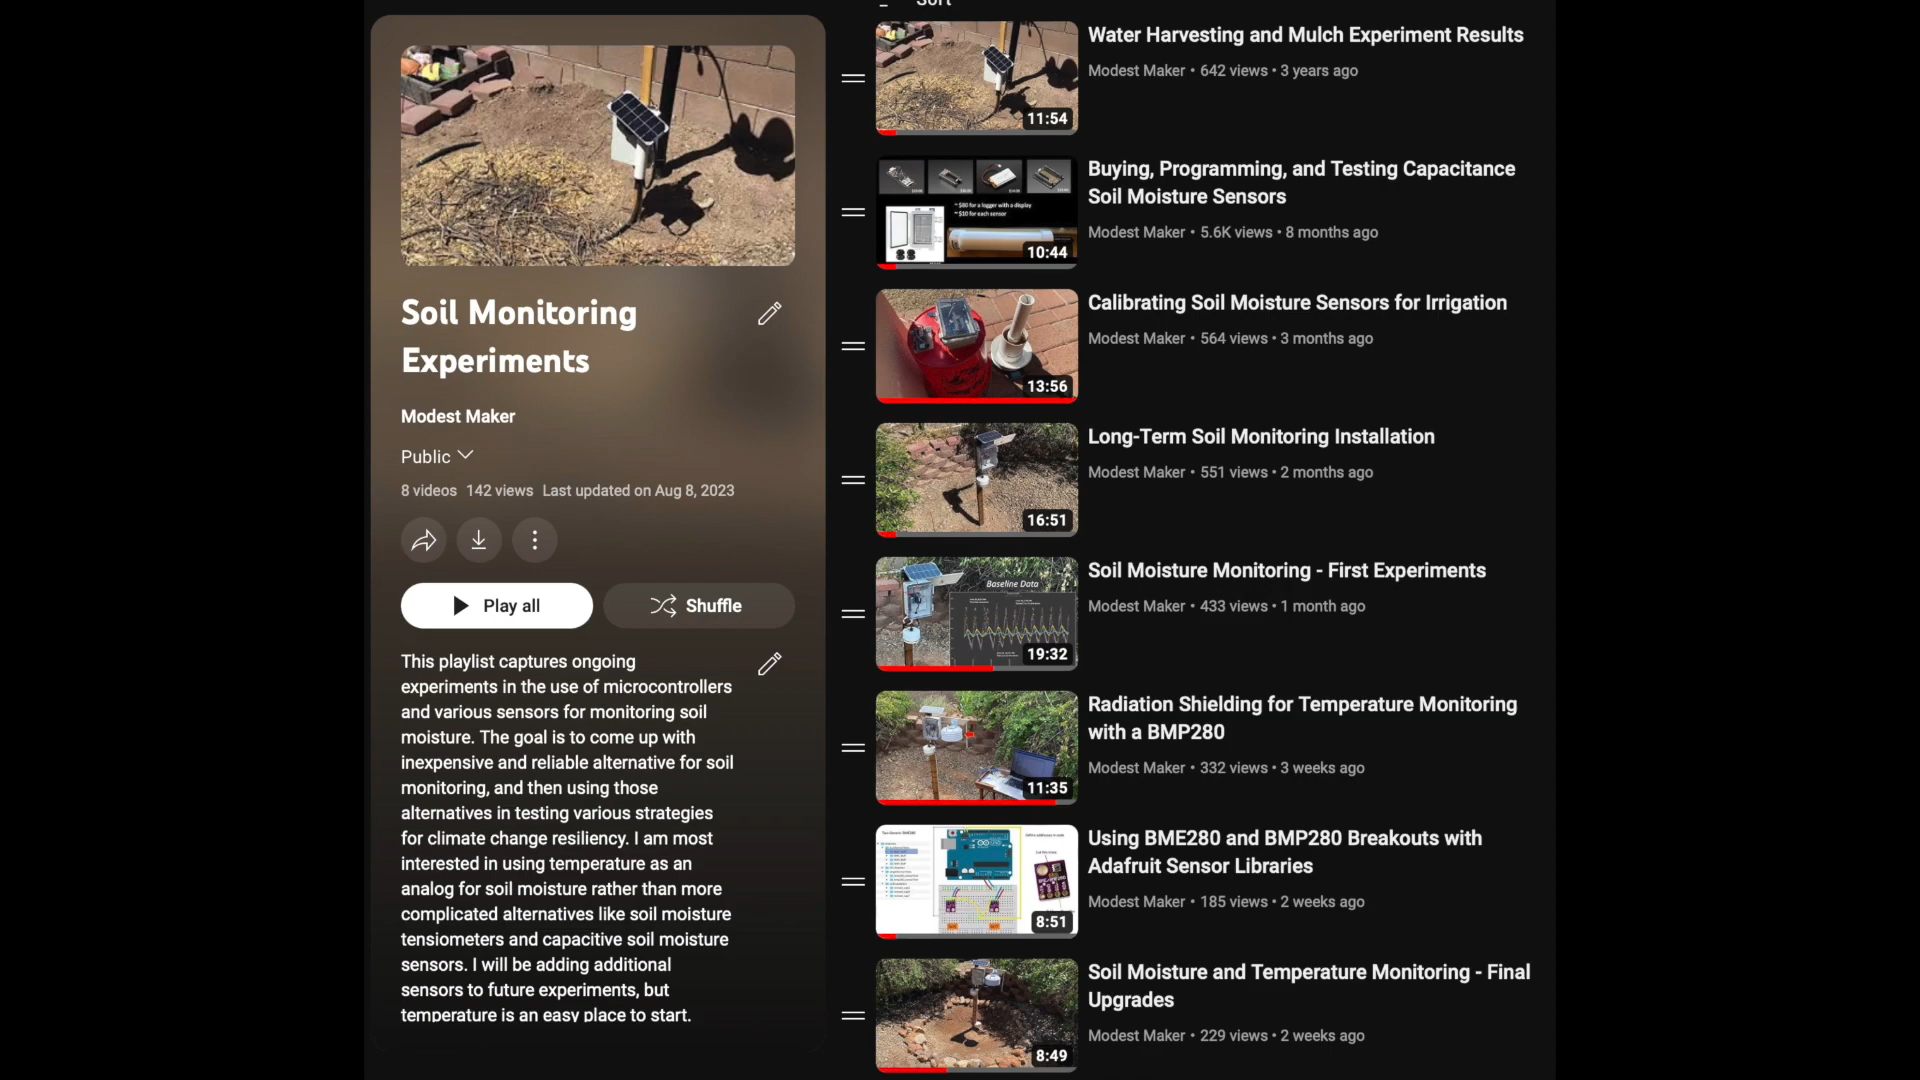 Soil Monitoring
Experiments
Modest Maker
Public
8 videos 142 views Last updated on Aug 8, 2023
Play all
Shuffle
This playlist captures ongoing
experiments in the use of microcontrollers
and various sensors for monitoring soil
moisture. The goal is to come up with
inexpensive and reliable alternative for soil
monitoring, and then using those
alternatives in testing various strategies
for climate change resiliency. I am most
interested in using temperature as an
analog for soil moisture rather than more
complicated alternatives like soil moisture
tensiometers and capacitive soil moisture
sensors. I will be adding additional
sensors to future experiments, but
temperature is an easy place to start.
Sort
11:54
Water Harvesting and Mulch Experiment Results
Modest Maker • 642 views • 3 years ago
~ $80 for a logger with a display
~ $10 for each sensor
10:44
Buying, Programming, and Testing Capacitance
Soil Moisture Sensors
Modest Maker • 5.6K views • 8 months ago
13:56
Calibrating Soil Moisture Sensors for Irrigation
Modest Maker • 564 views • 3 months ago
16:51
Long-Term Soil Monitoring Installation
Modest Maker • 551 views • 2 months ago
Baseline Data
19:32
Soil Moisture Monitoring - First Experiments
Modest Maker • 433 views • 1 month ago
11:35
Radiation Shielding for Temperature Monitoring
with a BMP280
Modest Maker • 332 views • 3 weeks ago
8:51
Using BME280 and BMP280 Breakouts with
Adafruit Sensor Libraries
Modest Maker • 185 views • 2 weeks ago
8:49
Soil Moisture and Temperature Monitoring - Final
Upgrades
Modest Maker • 229 views • 2 weeks ago